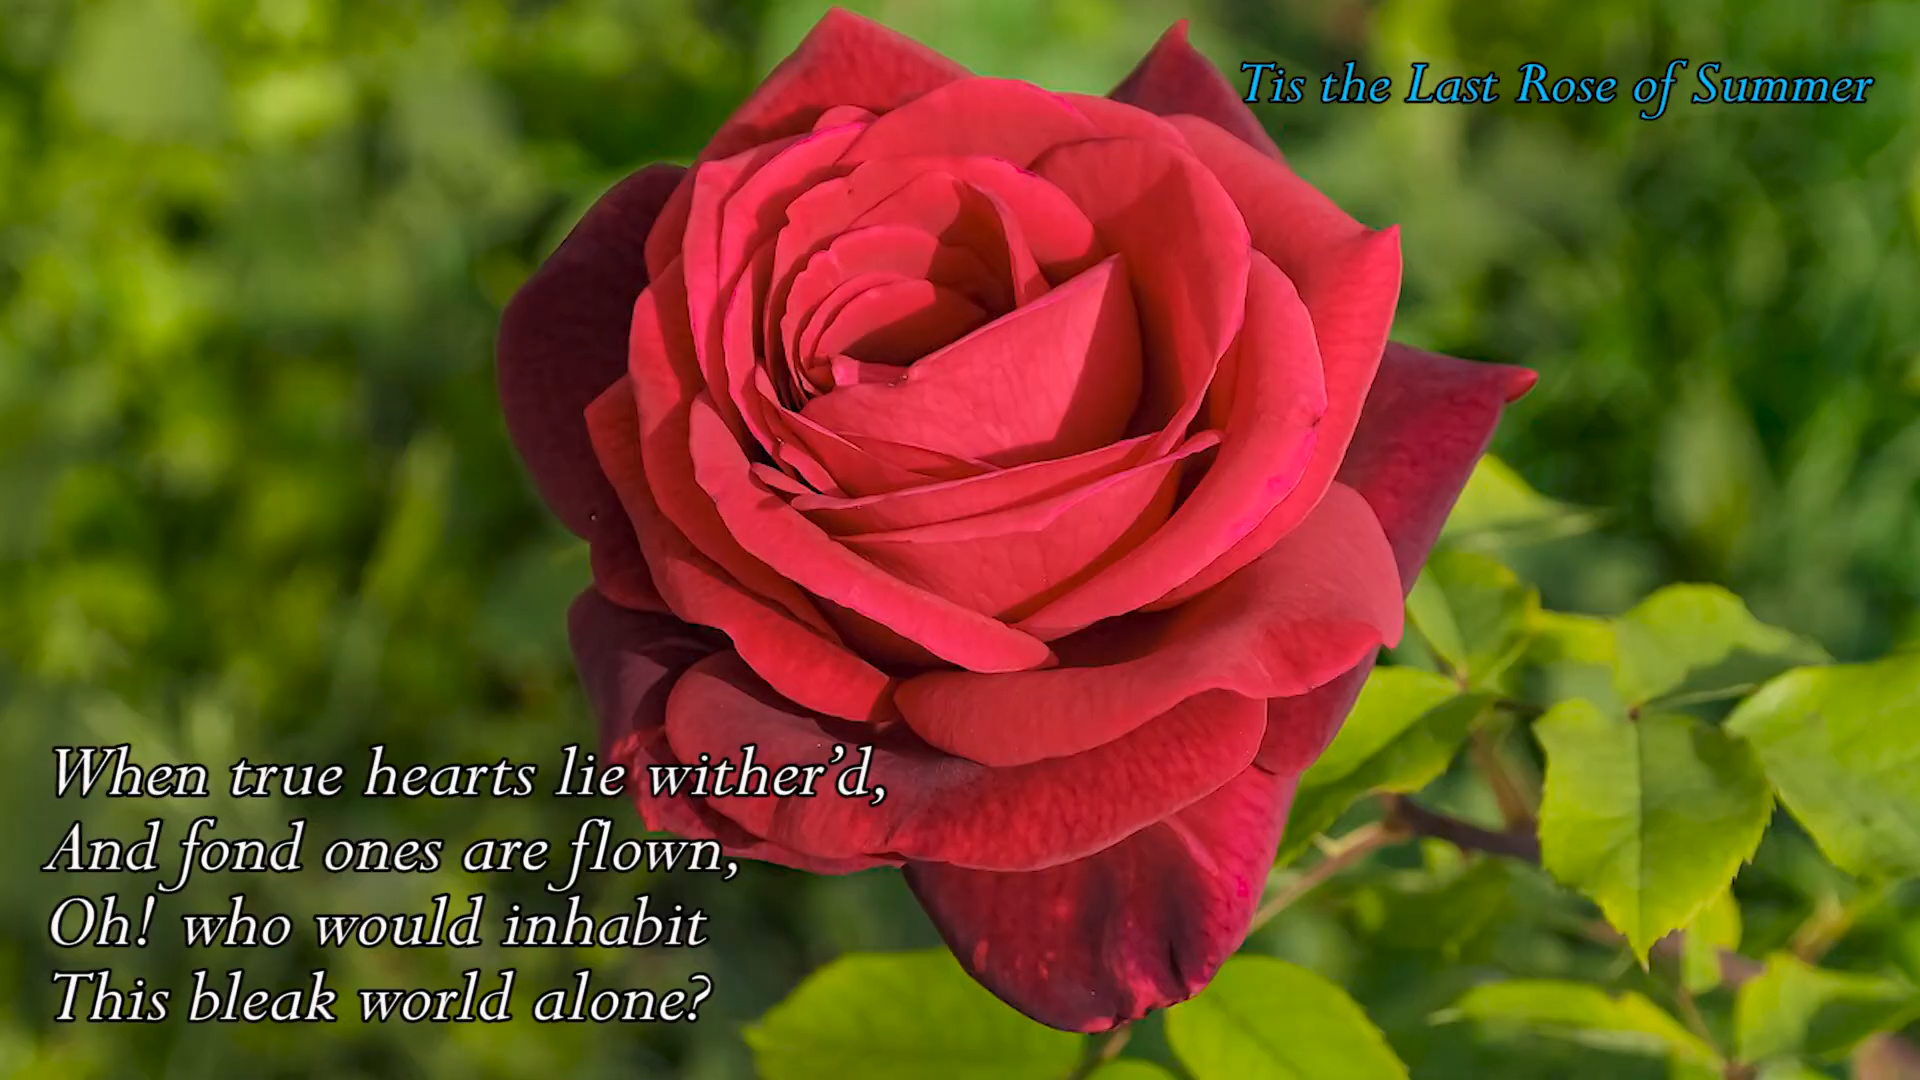 Tis the Last Rose of Summer
When true hearts lie wither’d,
And fond ones are flown,
Oh! who would inhabit
This bleak world alone?